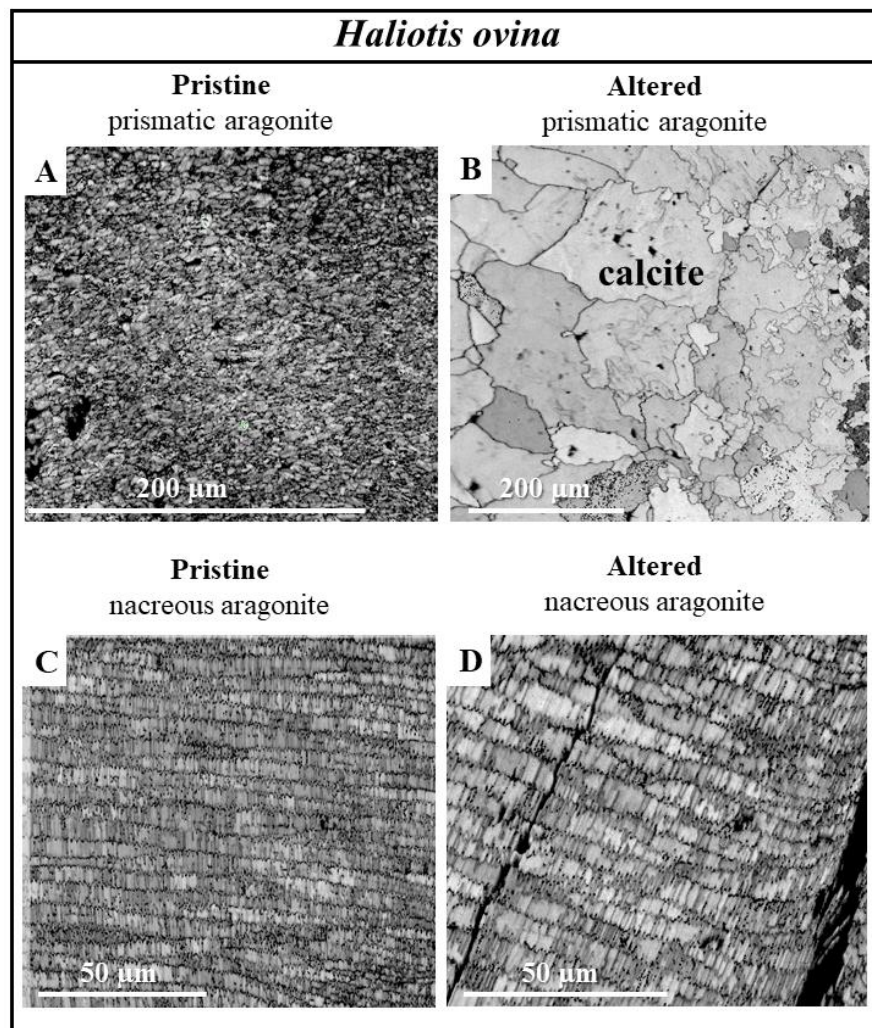 Haliotis ovina
Pristine
prismatic aragonite
Altered
prismatic aragonite
A
B
calcite
200 µm
200 µm
Pristine
nacreous aragonite
Altered
nacreous aragonite
C
D
50 µm
50 µm